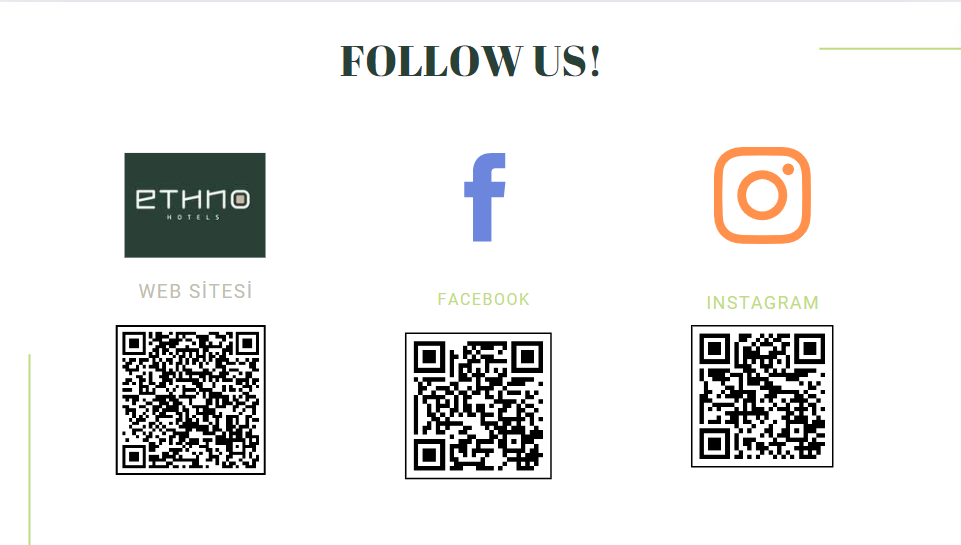 FOLLOW US!
ETHNO
HOTELS
WEB SİTESİ
FACEBOOK
INSTAGRAM